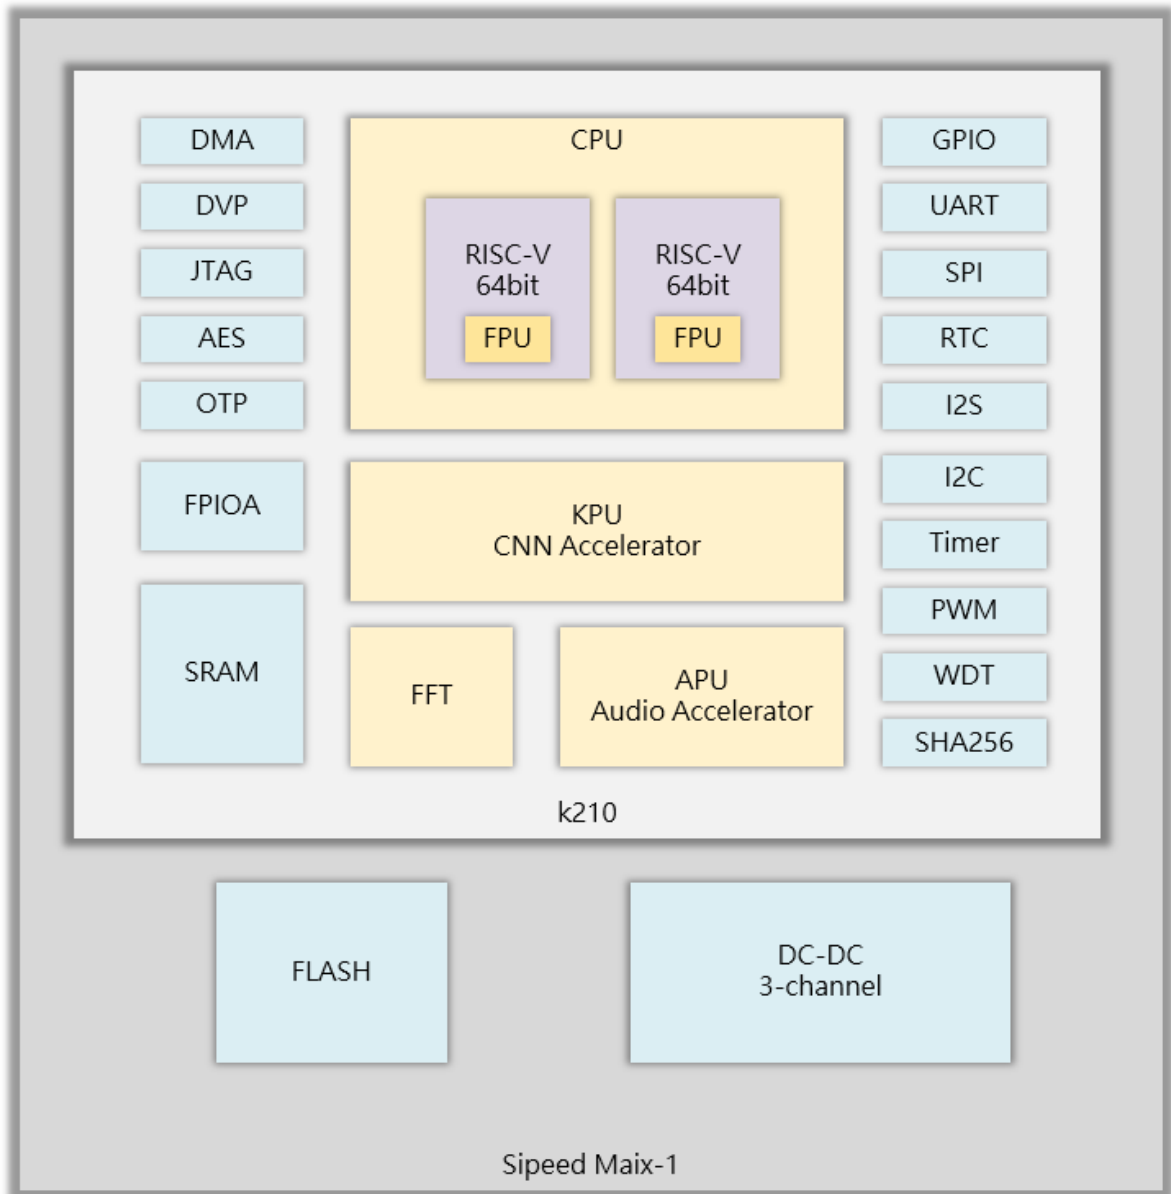 DMA
DVP
JTAG
AES
OTP
FPIOA
SRAM
CPU
RISC-V
64bit
FPU
RISC-V
64bit
FPU
KPU
CNN Accelerator
FFT
APU
Audio Accelerator
GPIO
UART
SPI
RTC
I2S
I2C
Timer
PWM
WDT
SHA256
k210
FLASH
DC-DC
3-channel
Sipeed Maix-1